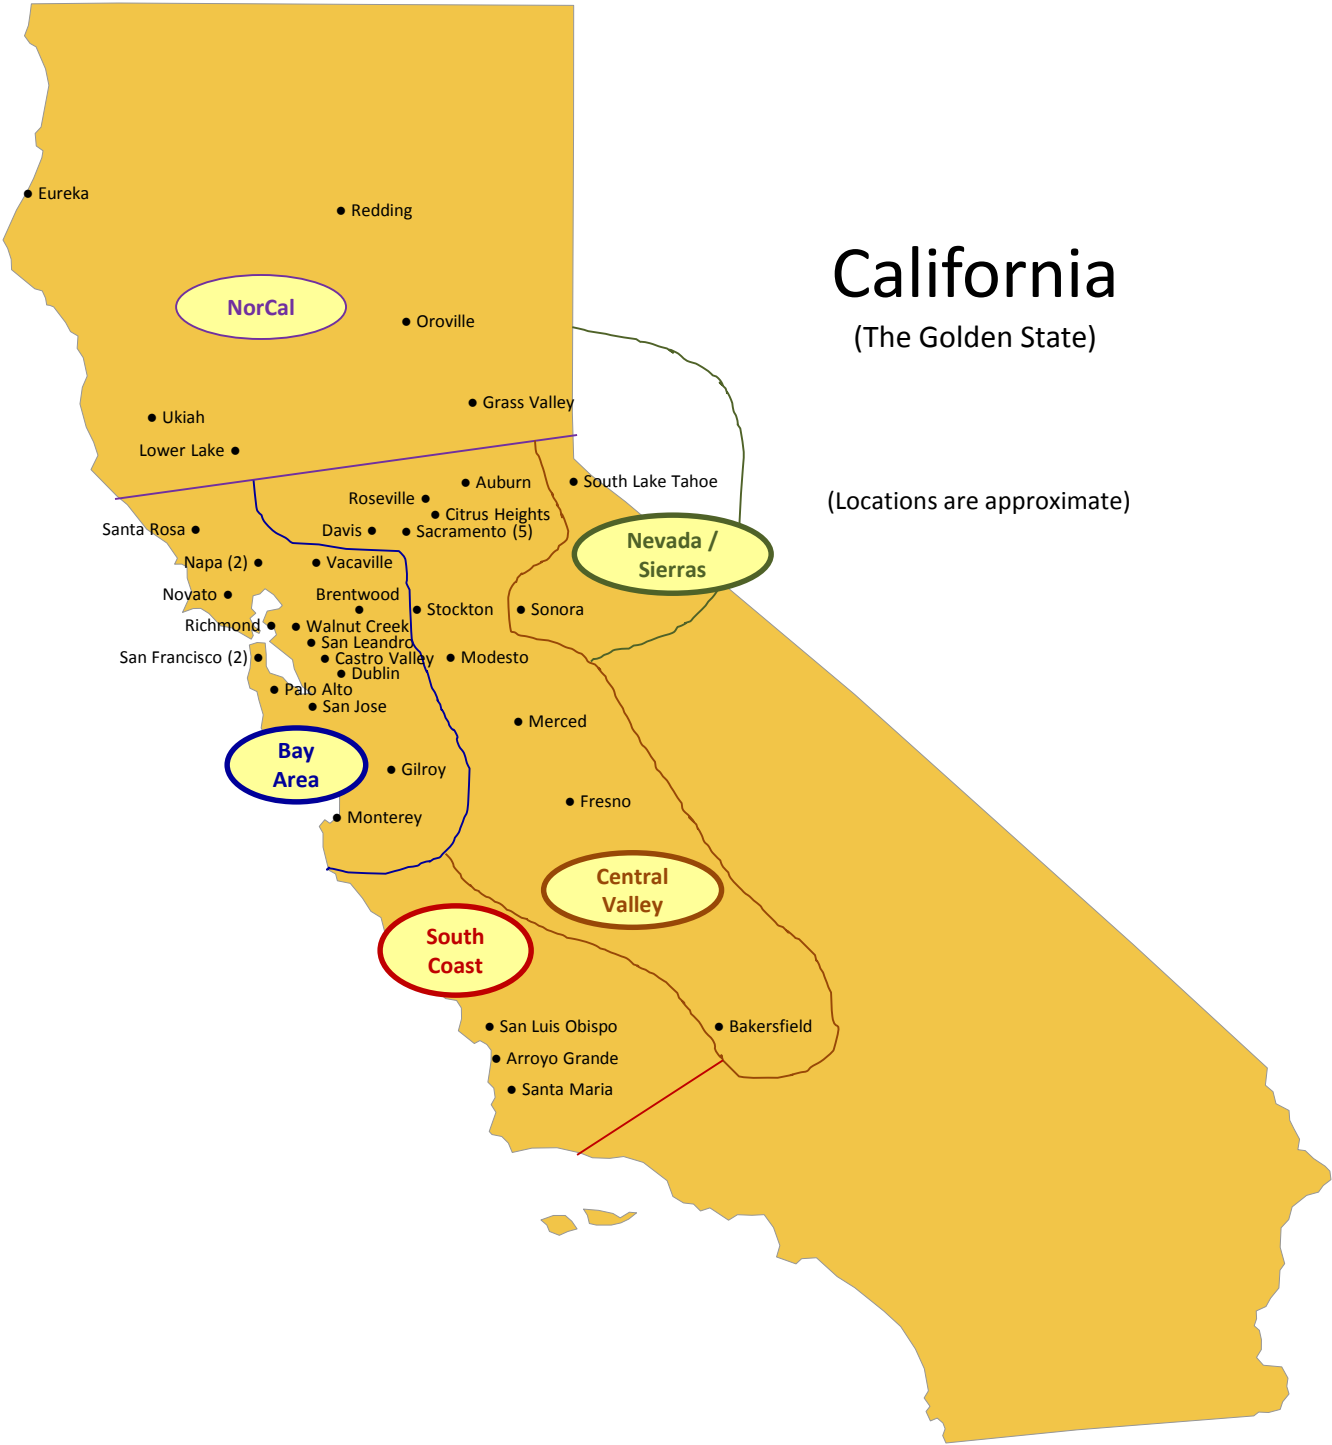 Eureka
Redding
California
(The Golden State)
NorCal
Oroville
Grass Valley
Ukiah
Lower Lake
Auburn
South Lake Tahoe
Roseville
(Locations are approximate)
Citrus Heights
Santa Rosa
Davis
Sacramento (5)
Nevada /
Sierras
Napa (2)
Vacaville
Novato
Brentwood
Stockton
Sonora
Richmond
Walnut Creek
San Leandro
San Francisco (2)
Castro Valley
Modesto
Dublin
Palo Alto
San Jose
Merced
Bay
Area
Gilroy
Fresno
Monterey
Central
Valley
South
Coast
San Luis Obispo
Bakersfield
Arroyo Grande
Santa Maria